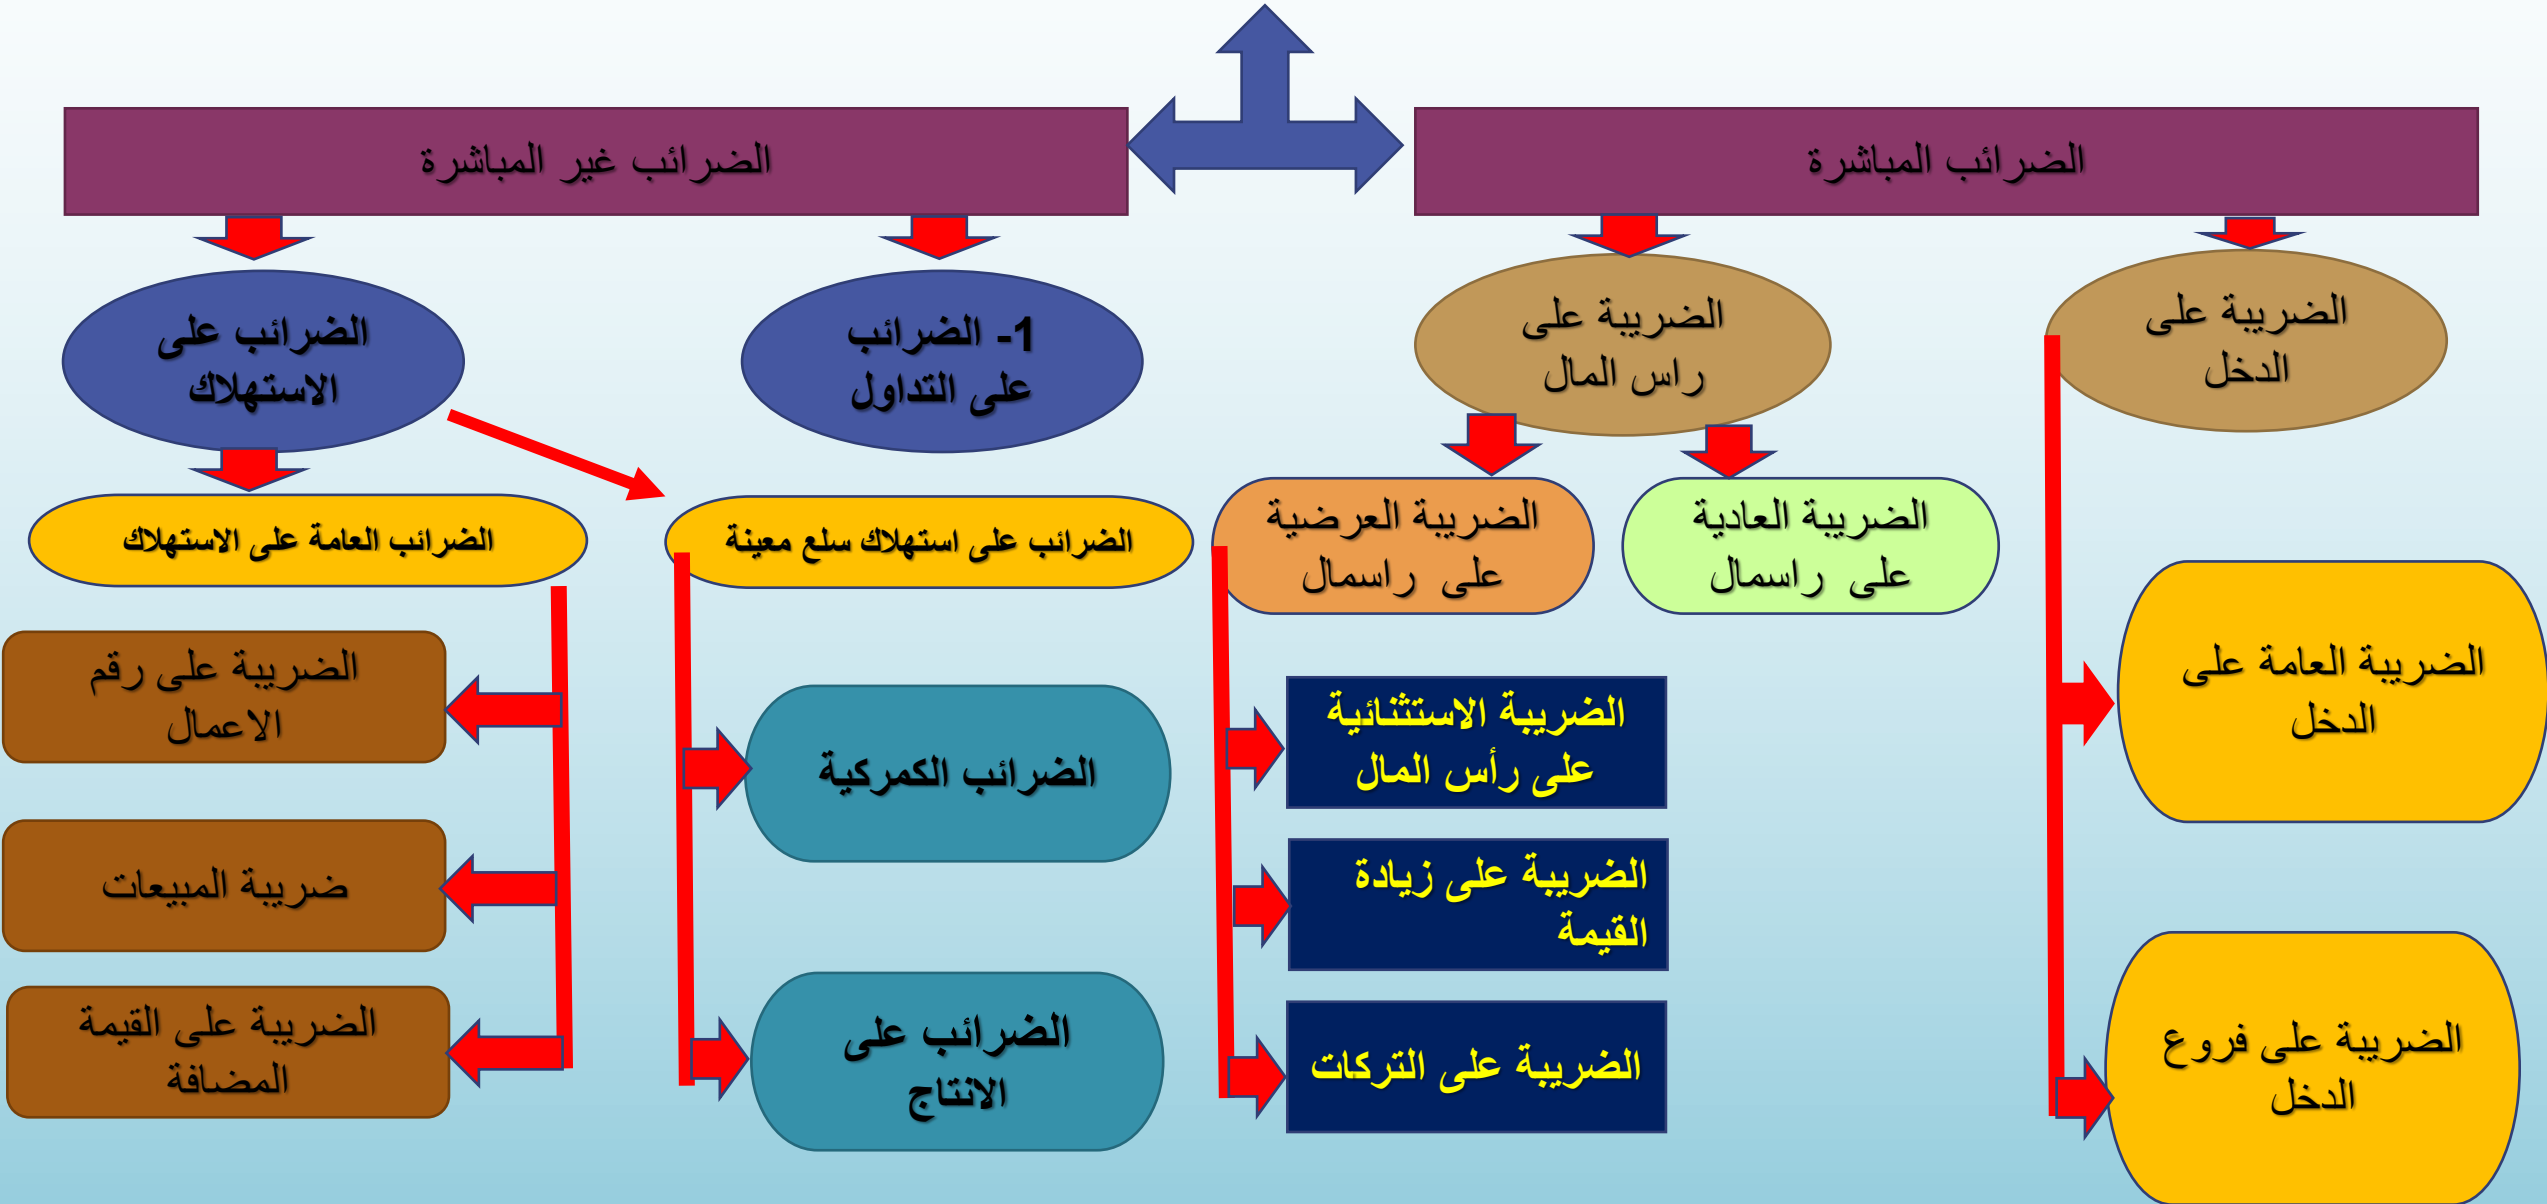 الضرائب المباشرة
الضرائب غير المباشرة
الضريبة على
الدخل
الضريبة على
راس المال
1- الضرائب
على التداول
الضرائب على
الاستهلاك
الضريبة العادية
على راسمال
الضريبة العرضية
على راسمال
الضرائب على استهلاك سلع معينة
الضرائب العامة على الاستهلاك
الضريبة العامة على
الدخل
الضريبة على فروع
الدخل
الضريبة الاستثنائية
على رأس المال
الضريبة على زيادة
القيمة
الضريبة على التركات
الضرائب الكمركية
الضرائب على
الانتاج
الضريبة على رقم
الاعمال
ضريبة المبيعات
الضريبة على القيمة
المضافة